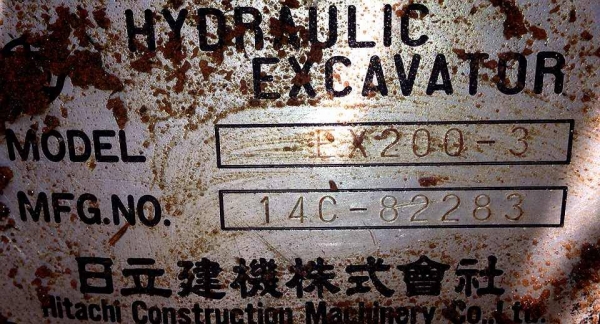 HYDRAULIC
EXCAVATOR
MODEL EX200-3
MFG.NO. 14C-82283
日立建機株式會社
Hitachi Construction Machinery Co.Ltd.